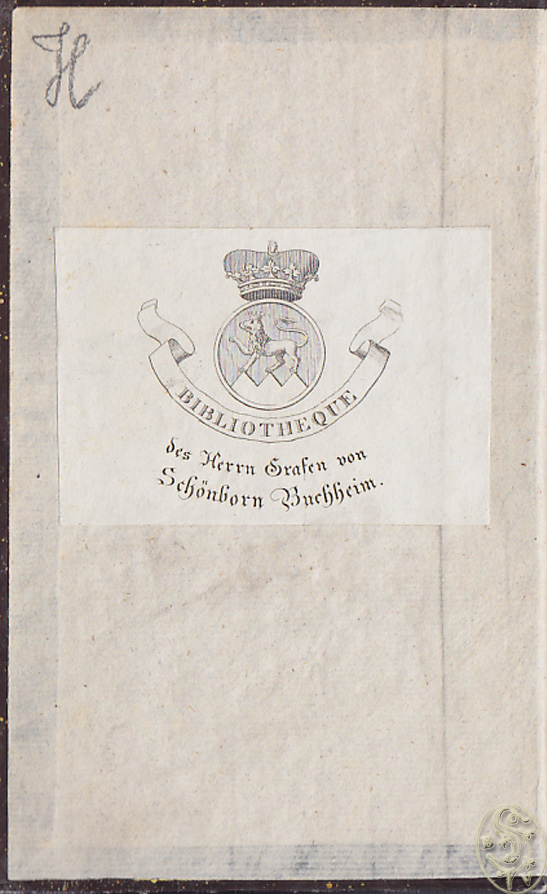 H
BIBLIOTHEQUE
des Herrn Grafen von
Schönborn Buchheim.